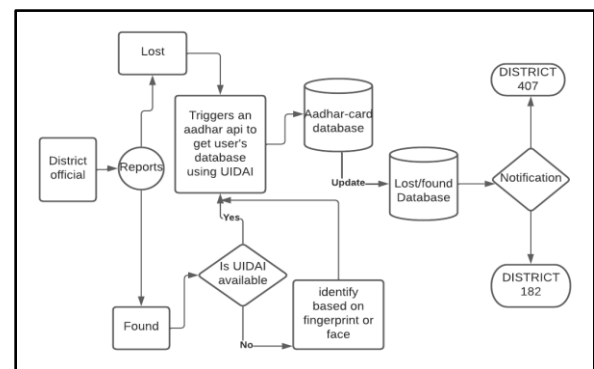 Lost
District
official
Reports
Triggers an
aadhar api to
get user's
database
using UIDAI
Aadhar-card
database
Update
Lost/found
Database
Notification
DISTRICT
407
DISTRICT
182
Yes
Is UIDAI
available
No
identify
based on
fingerprint or
face
Found